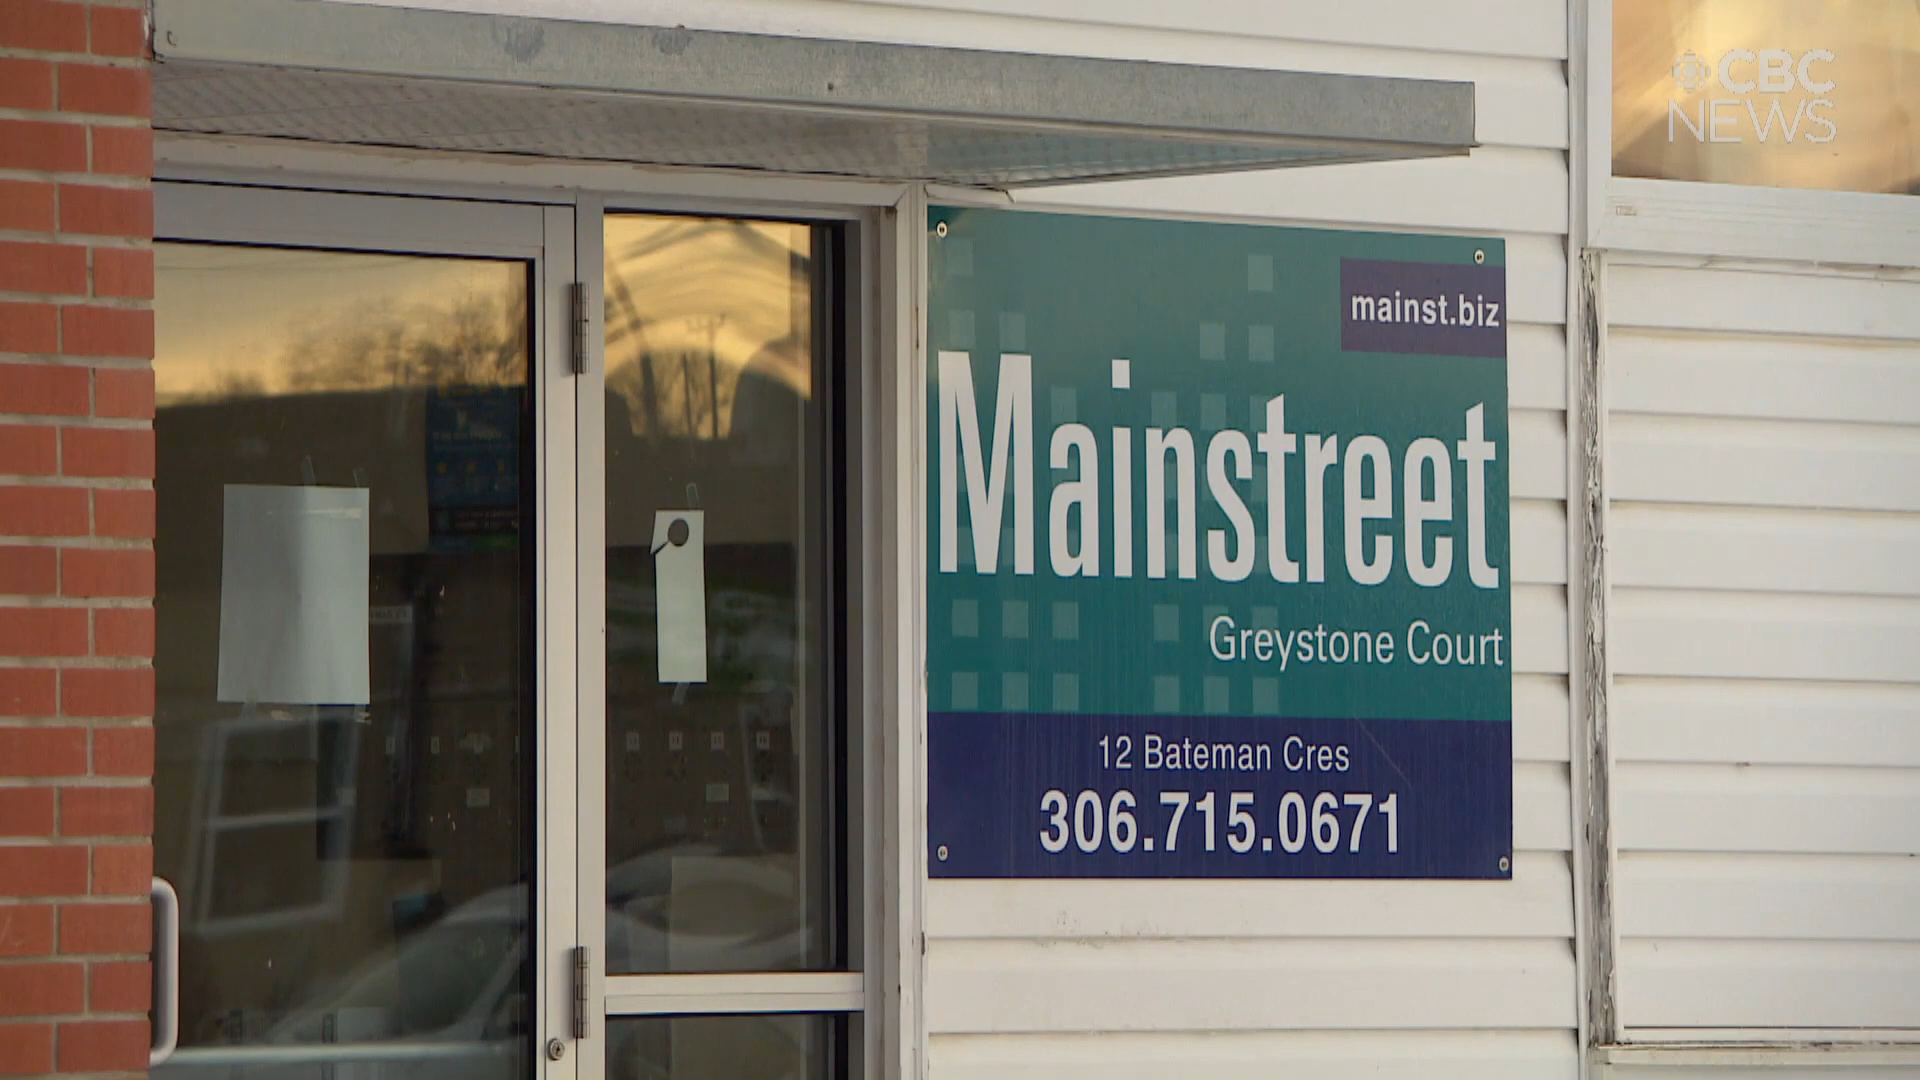 CBC
NEWS
mainst.biz
Mainstreet
Greystone Court
12 Bateman Cres
306.715.0671